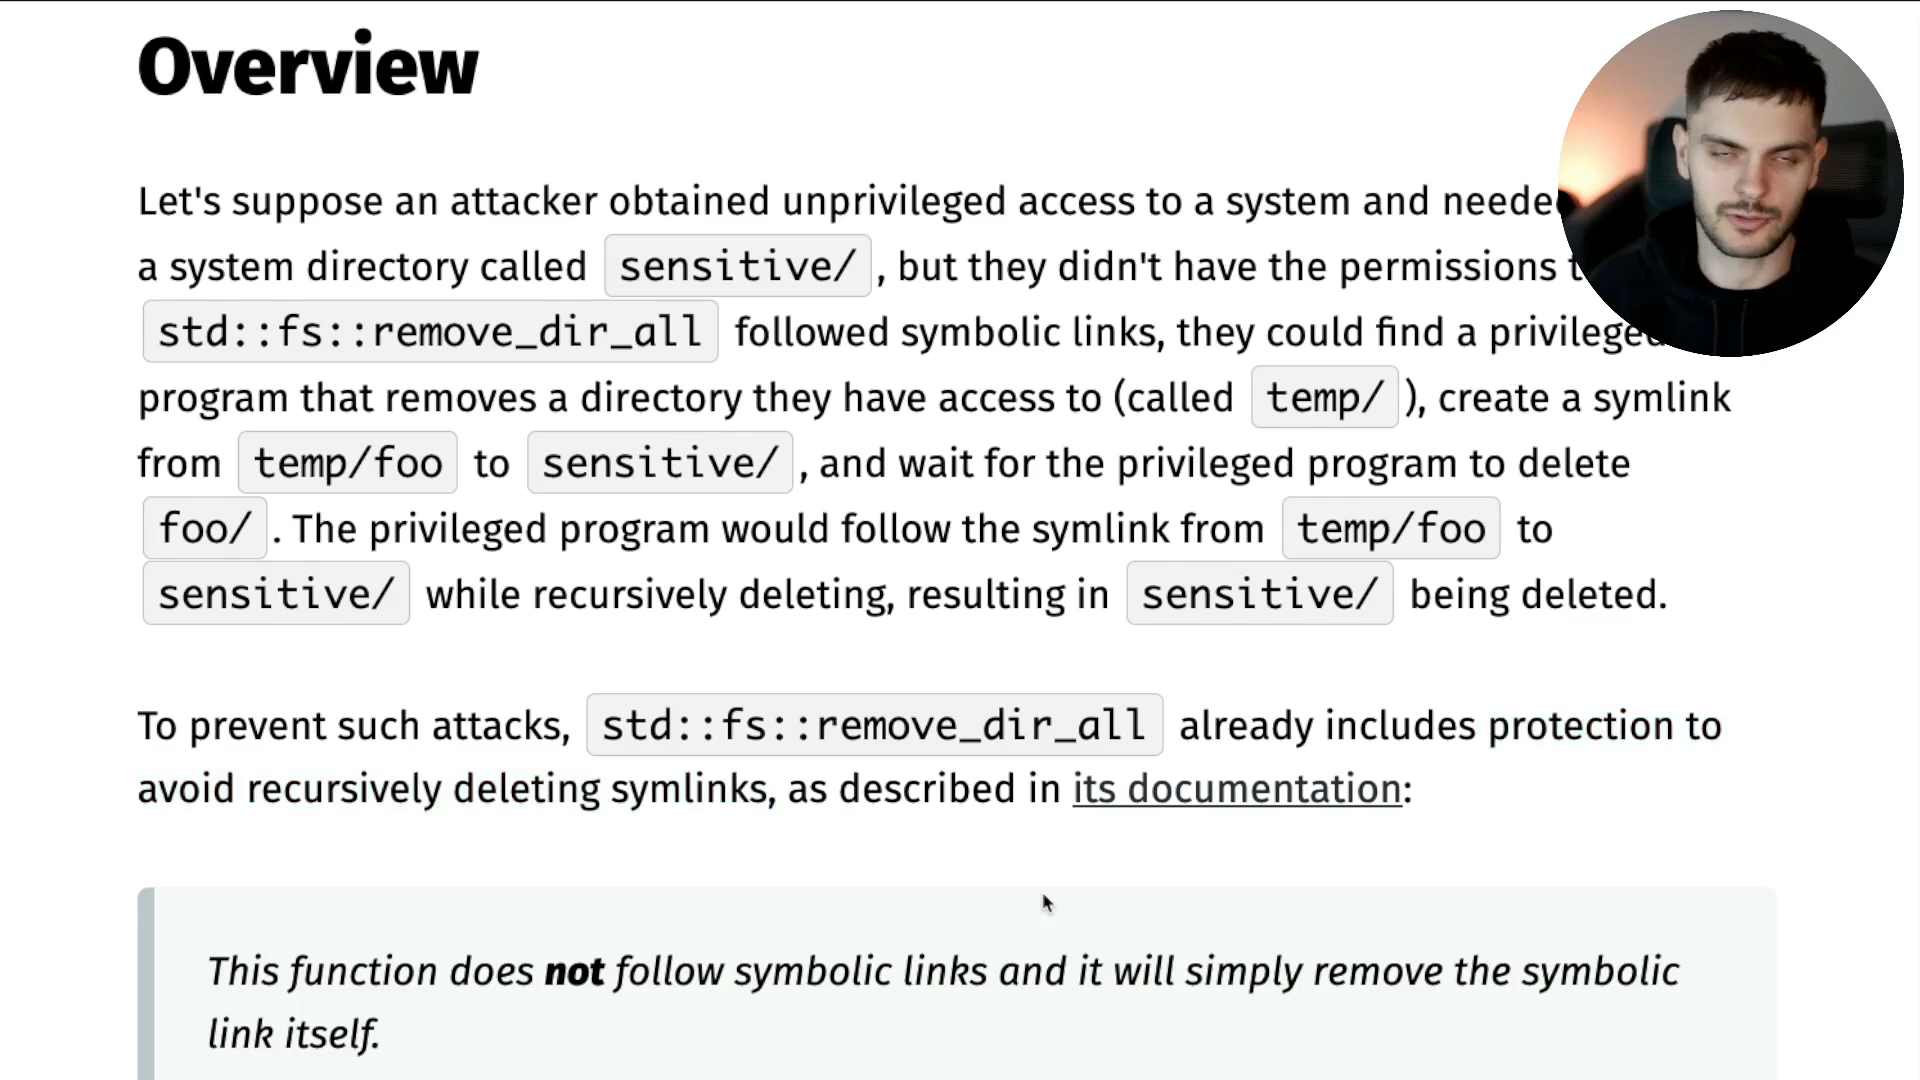 Overview
Let's suppose an attacker obtained unprivileged access to a system and
a system directory called sensitive/, but they didn't have the permissions
std::fs::remove_dir_all followed symbolic links, they could find a
program that removes a directory they have access to (called temp/), create a symlink
from temp/foo to sensitive/, and wait for the privileged program to delete
foo/. The privileged program would follow the symlink from temp/foo to
sensitive/ while recursively deleting, resulting in sensitive/ being deleted.
To prevent such attacks, std::fs::remove_dir_all already includes protection to
avoid recursively deleting symlinks, as described in its documentation:
This function does not follow symbolic links and it will simply remove the symbolic
link itself.